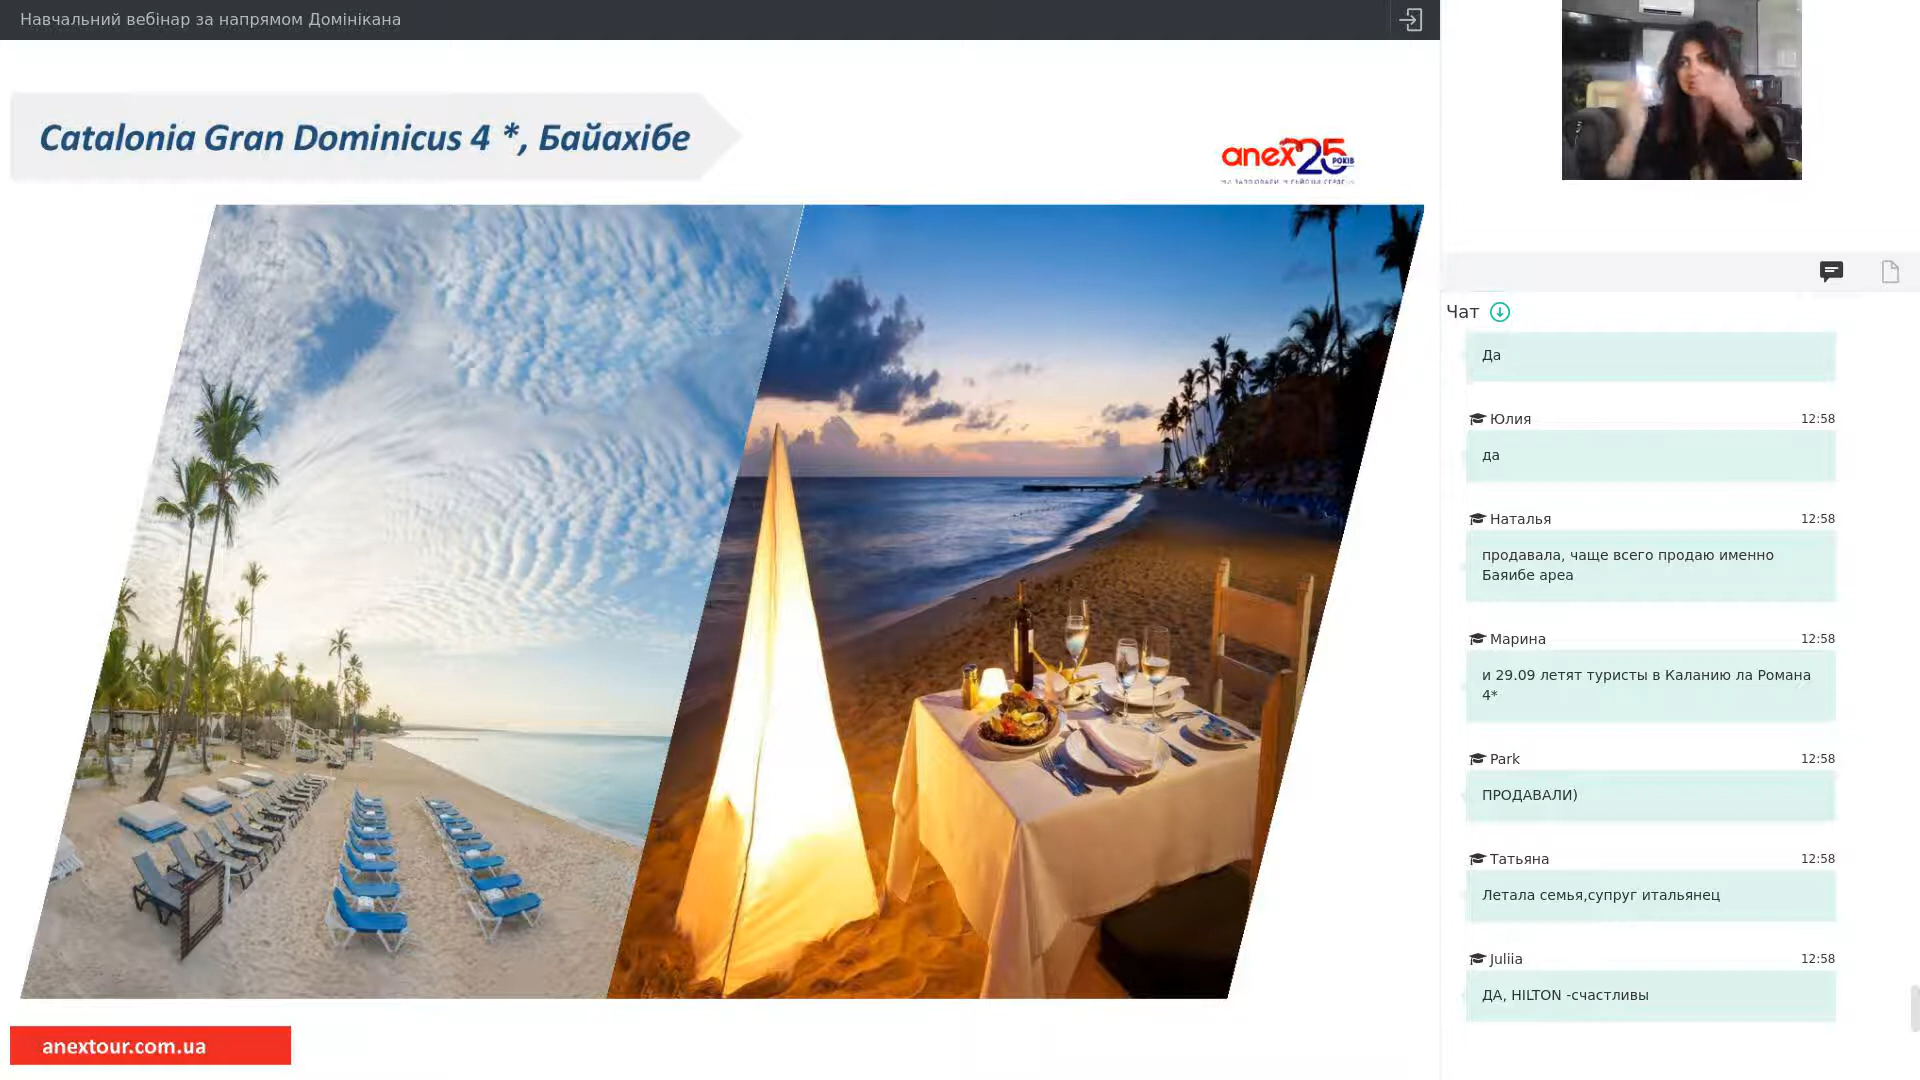 Навчальний вебінар за напрямом Домінікана
Catalonia Gran Dominicus 4 *, Байахібе
anex 25
РОКІВ
anextour.com.ua
Чат
Да
Юлия 12:58
да
Наталья 12:58
продавала, чаще всего продаю именно
Баяибе ареа
Марина 12:58
и 29.09 летят туристы в Каланию ла Романа
4*
Park 12:58
ПРОДАВАЛИ)
Татьяна 12:58
Летала семья,супруг итальянец
Juliia 12:58
ДА, HILTON -счастливы